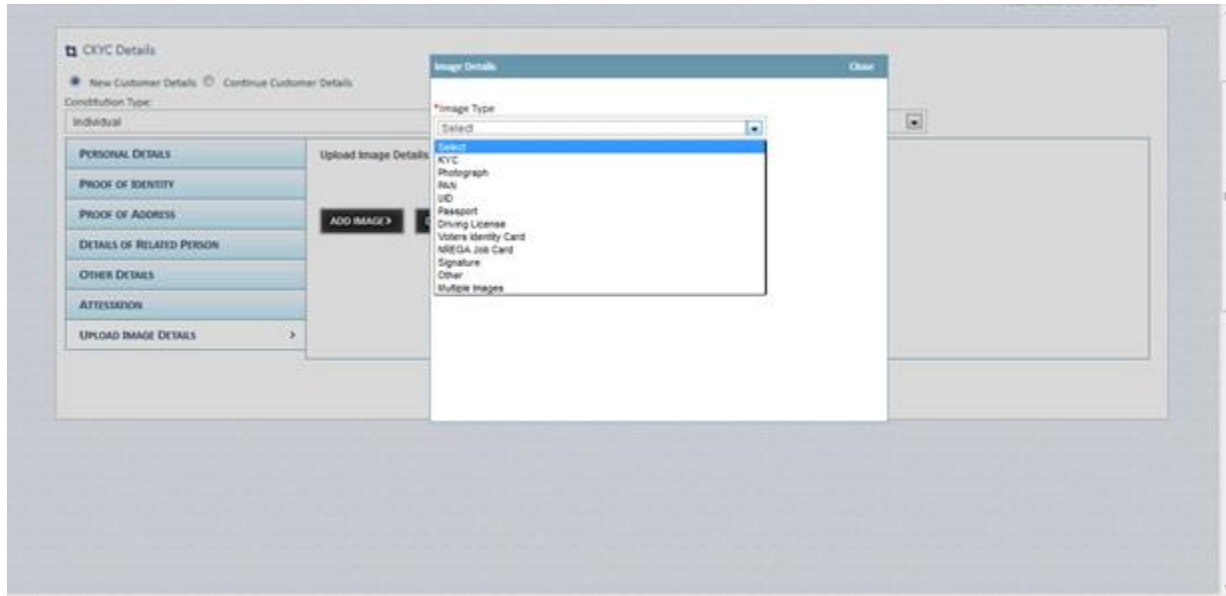 CKYC Details
New Customer Details Continue Customer Details
Constitution Type:
Individual
PERSONAL DETAILS
PROOF OF IDENTITY
PROOF OF ADDRESS
DETAILS OF RELATED PERSON
OTHER DETAILS
ATTESTATION
UPLOAD IMAGE DETAILS >
Upload Image Details
ADD IMAGE>
Image Details Close
*Image Type
Select
Select
KYC
Photograph
PAN
UID
Passport
Driving License
Voters Identity Card
NREGA Job Card
Signature
Other
Multiple Images